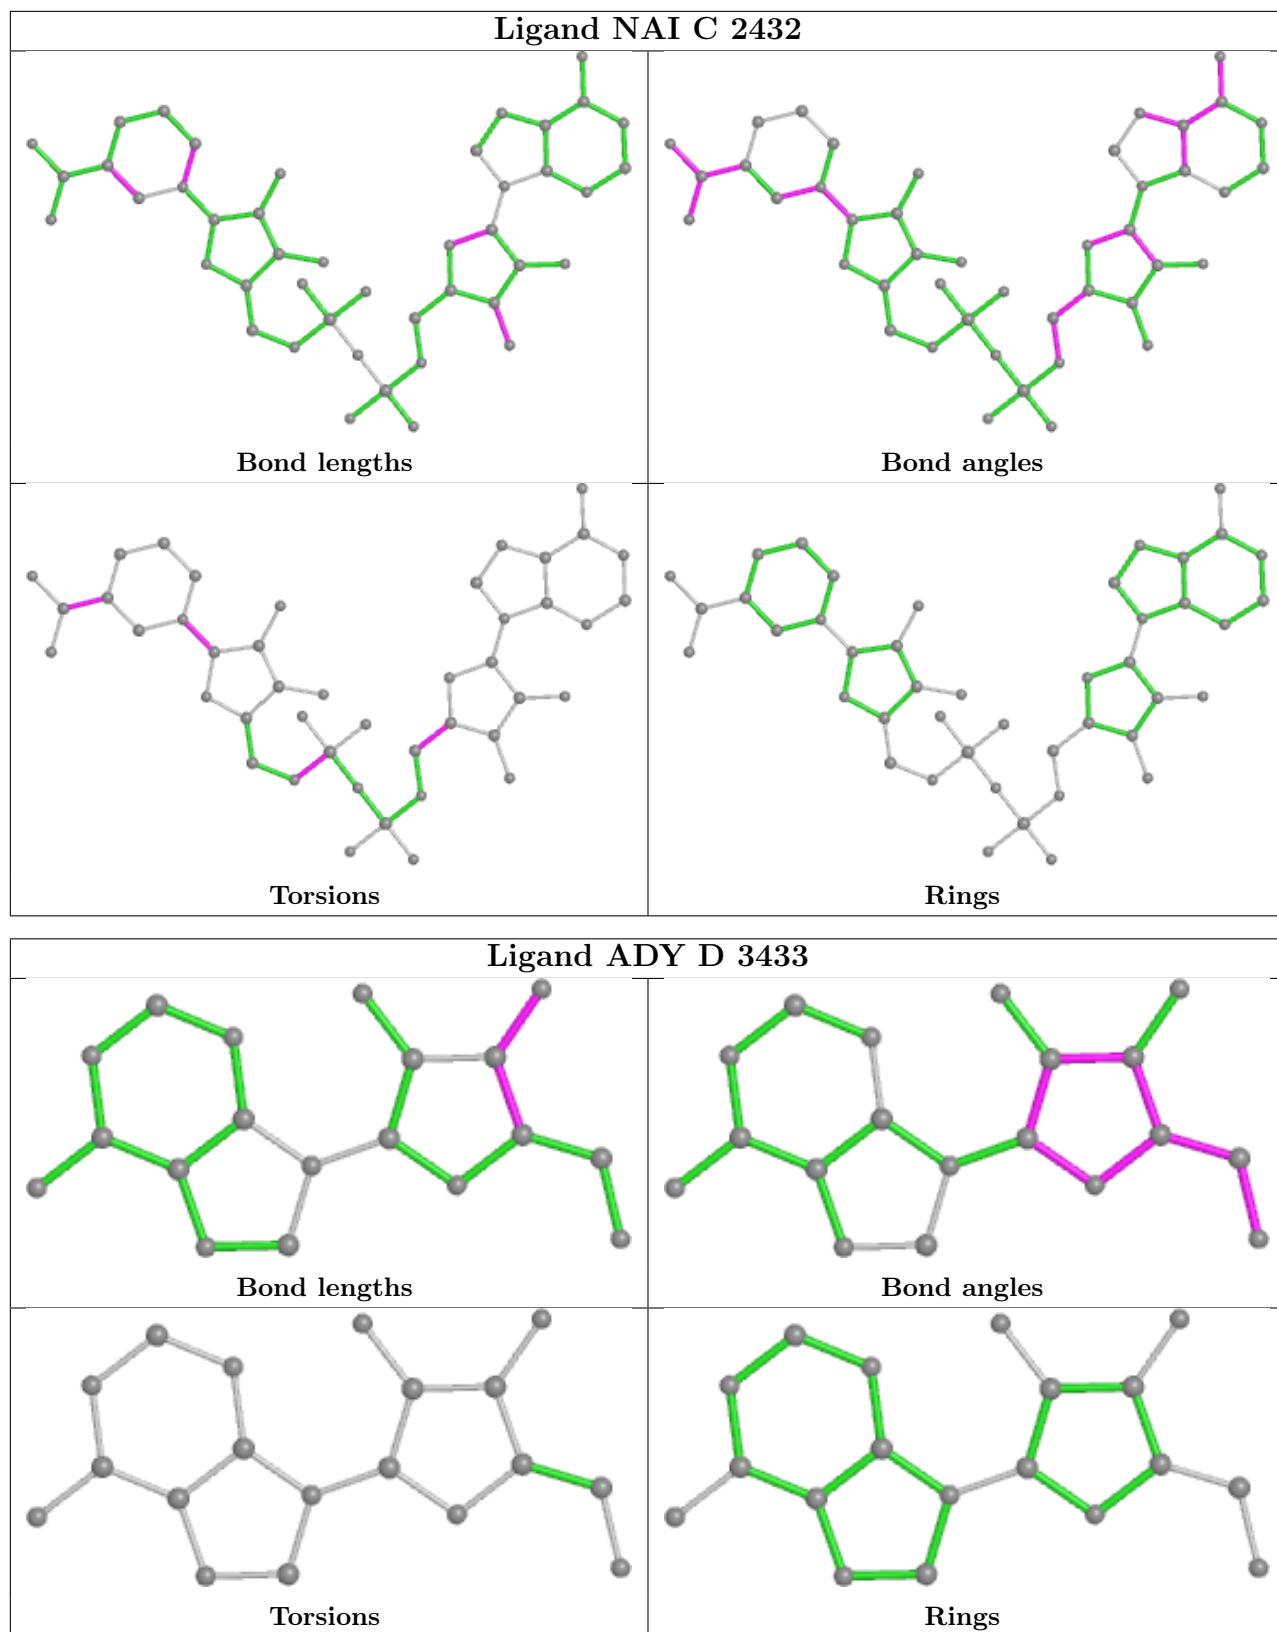 Ligand NAI C 2432
Bond lengths
Bond angles
Torsions
Rings
Ligand ADY D 3433
Bond lengths
Bond angles
Torsions
Rings